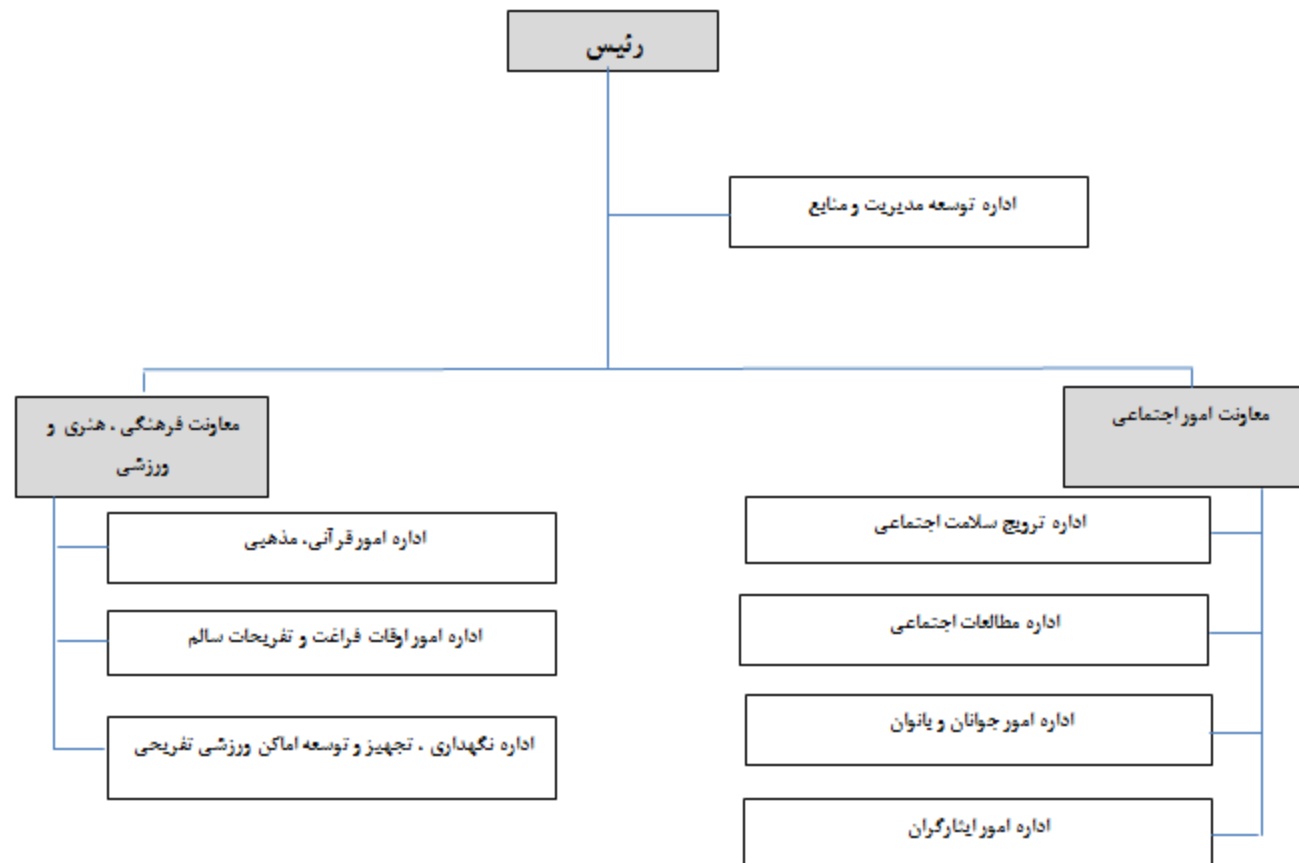 رئیس
اداره توسعه مدیریت و منابع
معاونت امور اجتماعی
اداره ترویج سلامت اجتماعی
اداره مطالعات اجتماعی
اداره امور جوانان و بانوان
اداره امور ایثارگران
معاونت فرهنگی ، هنری و
ورزشی
اداره امور قرآنی، مذهبی
اداره امور اوقات فراغت و تفریحات سالم
اداره نگهداری ، تجهیز و توسعه اماکن ورزشی تفریحی